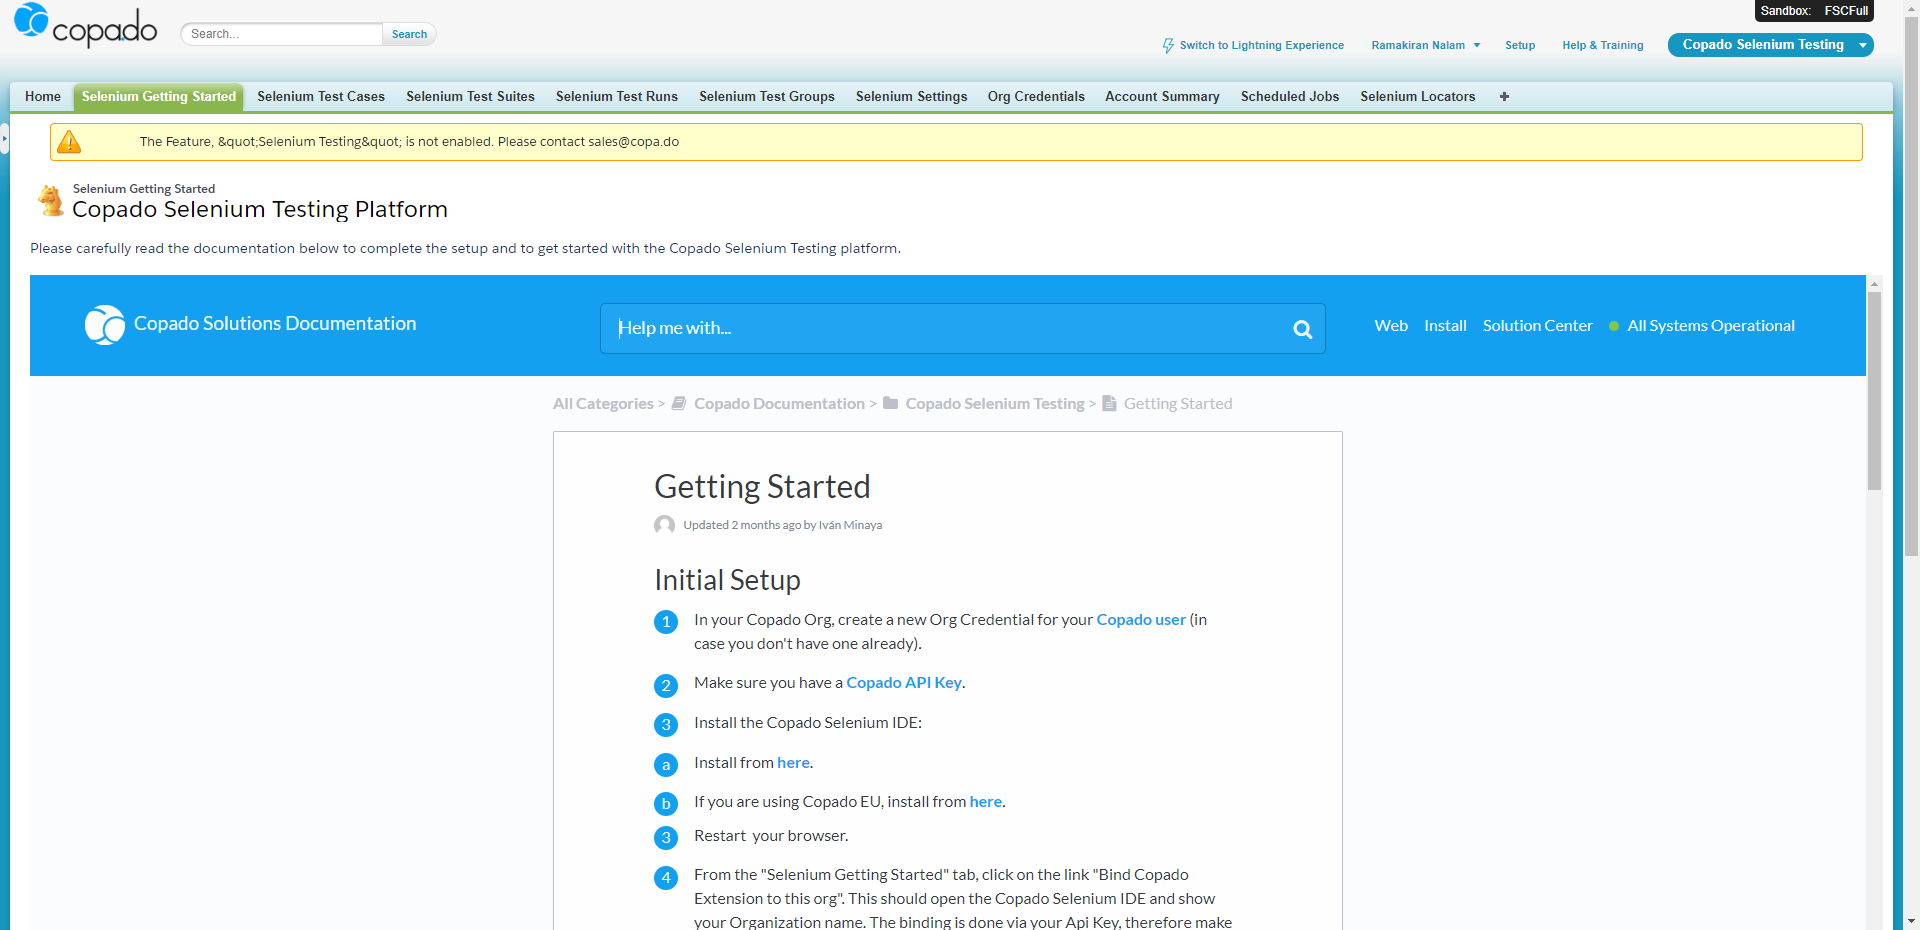 Sandbox: FSCFull
copado
Search...
Search
Switch to Lightning Experience
Ramakiran Nalam
Setup
Help & Training
Copado Selenium Testing
Home
Selenium Getting Started
Selenium Test Cases
Selenium Test Suites
Selenium Test Runs
Selenium Test Groups
Selenium Settings
Org Credentials
Account Summary
Scheduled Jobs
Selenium Locators
+
The Feature, &quot;Selenium Testing&quot; is not enabled. Please contact sales@copa.do
Selenium Getting Started
Copado Selenium Testing Platform
Please carefully read the documentation below to complete the setup and to get started with the Copado Selenium Testing platform.
Copado Solutions Documentation
Help me with...
Web
Install
Solution Center
All Systems Operational
All Categories > Copado Documentation > Copado Selenium Testing > Getting Started
Getting Started
Updated 2 months ago by Iván Minaya
Initial Setup
1 In your Copado Org, create a new Org Credential for your Copado user (in
case you don't have one already).
2 Make sure you have a Copado API Key.
3 Install the Copado Selenium IDE:
a Install from here.
b If you are using Copado EU, install from here.
3 Restart your browser.
4 From the "Selenium Getting Started" tab, click on the link "Bind Copado
Extension to this org". This should open the Copado Selenium IDE and show
your Organization name. The binding is done via your Api Key, therefore make